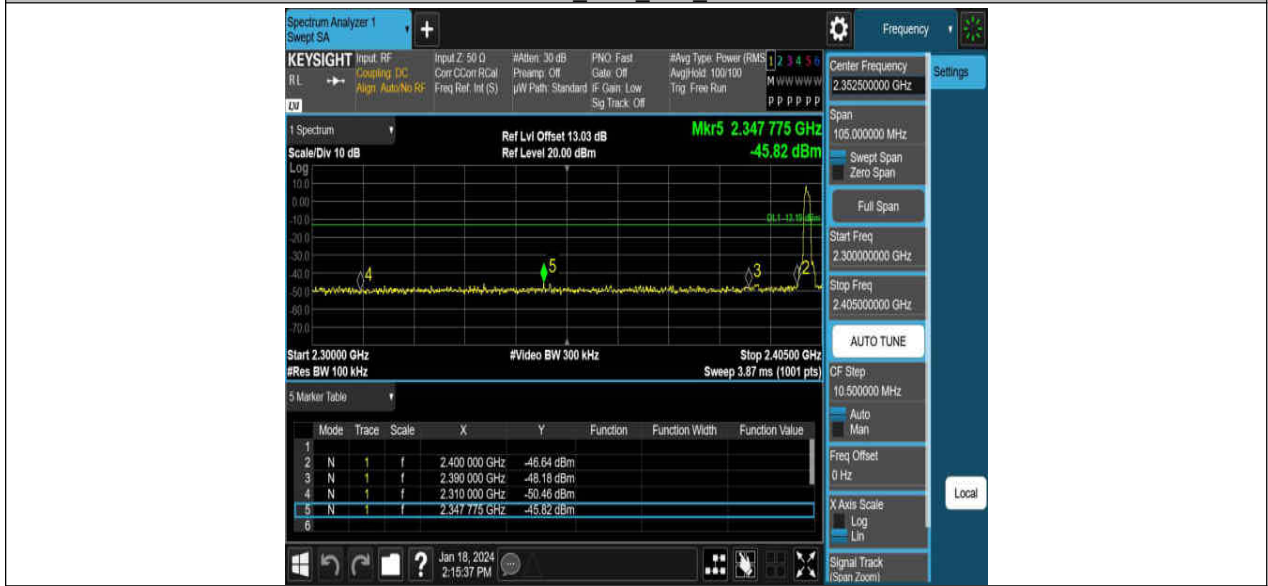 Spectrum Analyzer 1
Swept SA
+
Frequency
KEYSIGHT
RL
LXI
Input: RF
Coupling: DC
Align: Auto/No RF
Input Z: 50 Ω
Corr CCorr RCal
Freq Ref: Int (S)
#Atten: 30 dB
Preamp: Off
µW Path: Standard
PNO: Fast
Gate: Off
IF Gain: Low
Sig Track: Off
#Avg Type: Power (RMS
Avg|Hold: 100/100
Trig: Free Run
1 2 3 4 5 6
M W W W W W
P P P P P P
Center Frequency
2.352500000 GHz
Settings
1 Spectrum
Ref Lvl Offset 13.03 dB
Mkr5 2.347 775 GHz
Scale/Div 10 dB
Ref Level 20.00 dBm
-45.82 dBm
Log
10.0
0.00
-10.0
-20.0
-30.0
-40.0
-50.0
-60.0
-70.0
DL1 -13.19 dBm
4
5
3
2
Start 2.30000 GHz
#Video BW 300 kHz
Stop 2.40500 GHz
#Res BW 100 kHz
Sweep 3.87 ms (1001 pts)
Span
105.000000 MHz
Swept Span
Zero Span
Full Span
Start Freq
2.300000000 GHz
Stop Freq
2.405000000 GHz
AUTO TUNE
CF Step
10.500000 MHz
Auto
Man
Freq Offset
0 Hz
X Axis Scale
Log
Lin
Signal Track
(Span Zoom)
Local
5 Marker Table
Mode Trace Scale X Y Function Function Width Function Value
1
2 N 1 f 2.400 000 GHz -46.64 dBm
3 N 1 f 2.390 000 GHz -48.18 dBm
4 N 1 f 2.310 000 GHz -50.46 dBm
5 N 1 f 2.347 775 GHz -45.82 dBm
6
?
Jan 18, 2024
2:15:37 PM